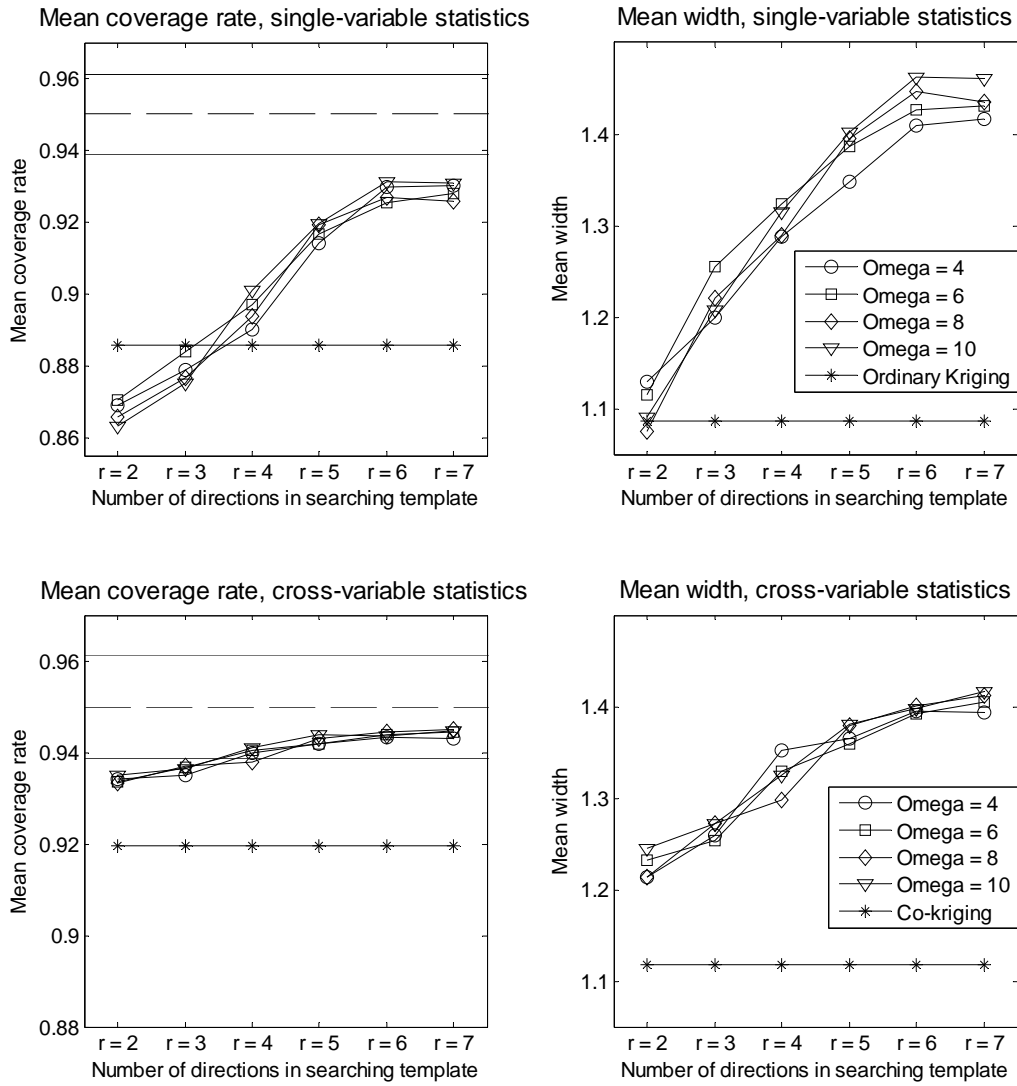 Mean coverage rate, single-variable statistics
0.96
0.94
0.92
0.9
0.88
0.86
Mean coverage rate
r = 2 r = 3 r = 4 r = 5 r = 6 r = 7
Number of directions in searching template
Mean width, single-variable statistics
1.4
1.3
1.2
1.1
Mean width
Omega = 4
Omega = 6
Omega = 8
Omega = 10
Ordinary Kriging
r = 2 r = 3 r = 4 r = 5 r = 6 r = 7
Number of directions in searching template
Mean coverage rate, cross-variable statistics
0.96
0.94
0.92
0.9
0.88
Mean coverage rate
r = 2 r = 3 r = 4 r = 5 r = 6 r = 7
Number of directions in searching template
Mean width, cross-variable statistics
1.4
1.3
1.2
1.1
Mean width
Omega = 4
Omega = 6
Omega = 8
Omega = 10
Co-kriging
r = 2 r = 3 r = 4 r = 5 r = 6 r = 7
Number of directions in searching template